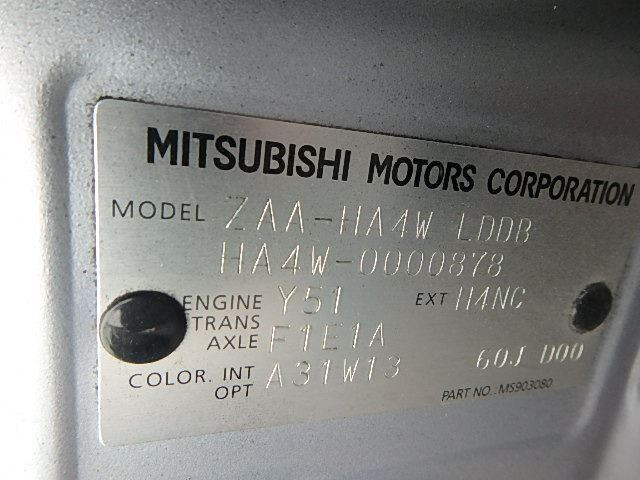 MITSUBISHI MOTORS CORPORATION
MODEL ZAA-HA4W LDDB
HA4W-0000878
ENGINE Y51 EXT H4NC
TRANS AXLE F1E1A
COLOR. INT OPT A31W13 60J D00
PART NO.: MS903080